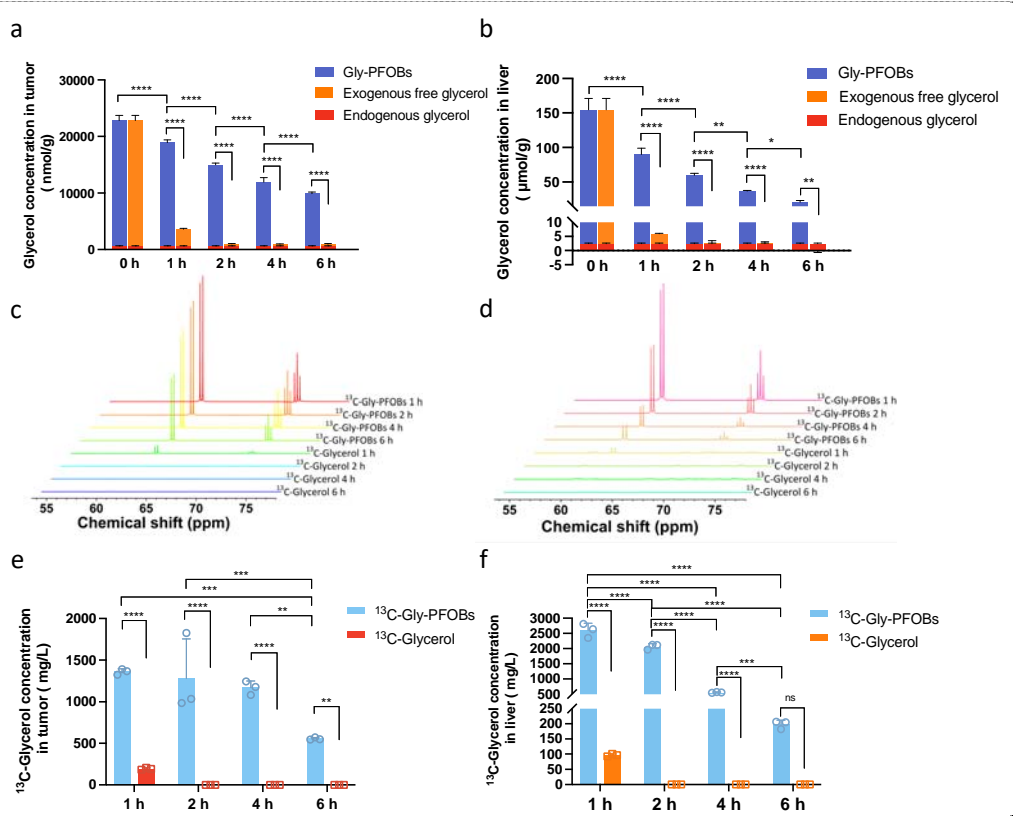 a
Glycerol concentration in tumor
( nmol/g)
30000
20000
10000
0
**** **** **** ****
**** **** **** ****
Gly-PFOBs
Exogenous free glycerol
Endogenous glycerol
0 h 1 h 2 h 4 h 6 h
b
Glycerol concentration in liver
( μmol/g)
200
150
100
50
10
5
0
-5
**** **** ** *
**** **** **** **
Gly-PFOBs
Exogenous free glycerol
Endogenous glycerol
0 h 1 h 2 h 4 h 6 h
c
¹³C-Gly-PFOBs 1 h
¹³C-Gly-PFOBs 2 h
¹³C-Gly-PFOBs 4 h
¹³C-Gly-PFOBs 6 h
¹³C-Glycerol 1 h
¹³C-Glycerol 2 h
¹³C-Glycerol 4 h
¹³C-Glycerol 6 h
55 60 65 70 75
Chemical shift (ppm)
d
¹³C-Gly-PFOBs 1 h
¹³C-Gly-PFOBs 2 h
¹³C-Gly-PFOBs 4 h
¹³C-Gly-PFOBs 6 h
¹³C-Glycerol 1 h
¹³C-Glycerol 2 h
¹³C-Glycerol 4 h
¹³C-Glycerol 6 h
55 60 65 70 75
Chemical shift (ppm)
e
¹³C-Glycerol concentration
in tumor ( mg/L)
2000
1500
1000
500
0
***
***
**
**** **** **** **
¹³C-Gly-PFOBs
¹³C-Glycerol
1 h 2 h 4 h 6 h
f
¹³C-Glycerol concentration
in liver ( mg/L)
3000
2500
2000
1500
1000
500
250
200
150
100
50
0
****
****
**** ****
**** ***
**** **** **** ns
¹³C-Gly-PFOBs
¹³C-Glycerol
1 h 2 h 4 h 6 h